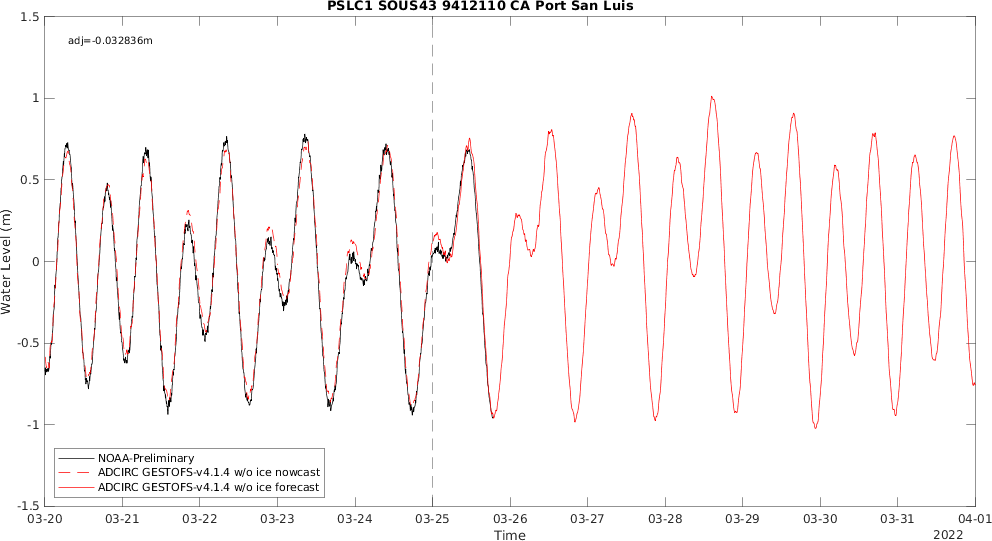 PSLC1 SOUS43 9412110 CA Port San Luis
adj=-0.032836m
1.5
1
0.5
0
-0.5
-1
-1.5
Water Level (m)
NOAA-Preliminary
ADCIRC GESTOFS-v4.1.4 w/o ice nowcast
ADCIRC GESTOFS-v4.1.4 w/o ice forecast
03-20 03-21 03-22 03-23 03-24 03-25 03-26 03-27 03-28 03-29 03-30 03-31 04-01
Time
2022